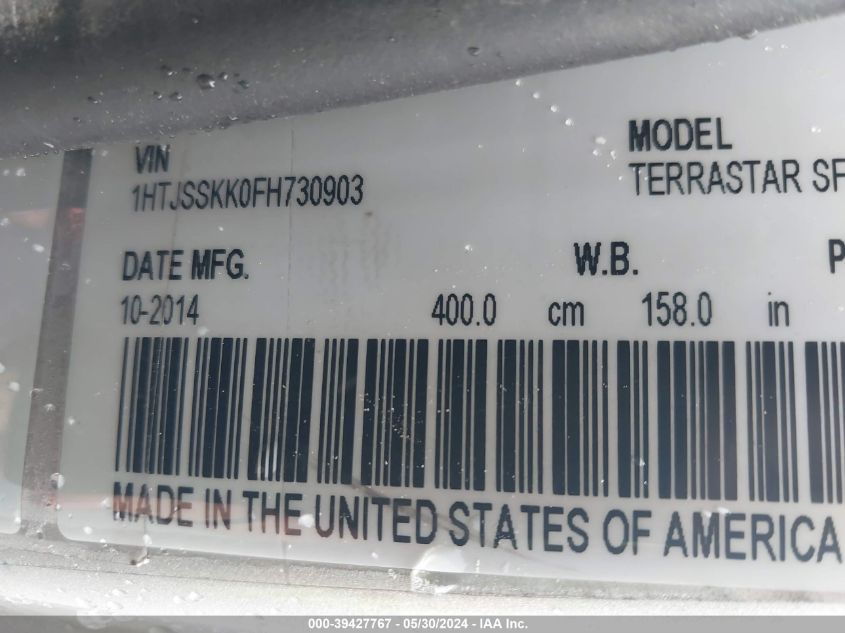 VIN
1HTJSSKK0FH730903
MODEL
TERRASTAR SF
DATE MFG.
W.B.
P
10-2014 400.0 cm 158.0 in
MADE IN THE UNITED STATES OF AMERICA
000-39427767 - 05/30/2024 - IAA Inc.